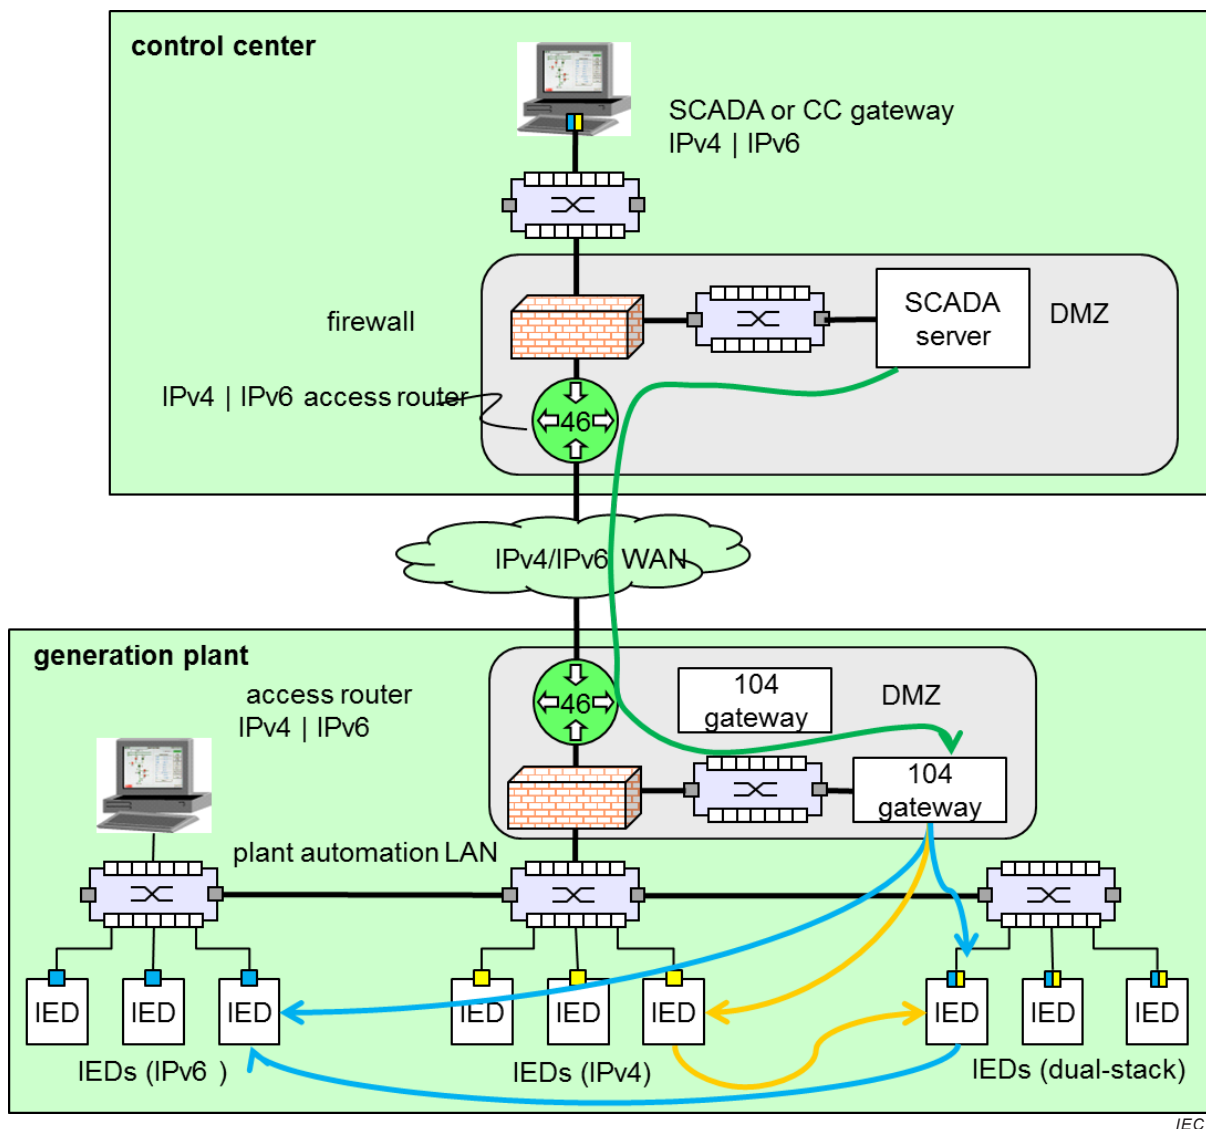 control center
SCADA or CC gateway
IPv4 | IPv6
firewall
SCADA
server
DMZ
IPv4 | IPv6 access router
46
IPv4/IPv6 WAN
generation plant
access router
IPv4 | IPv6
46
104
gateway
DMZ
104
gateway
plant automation LAN
IED
IED
IED
IED
IED
IED
IED
IED
IED
IEDs (IPv6 )
IEDs (IPv4)
IEDs (dual-stack)
IEC